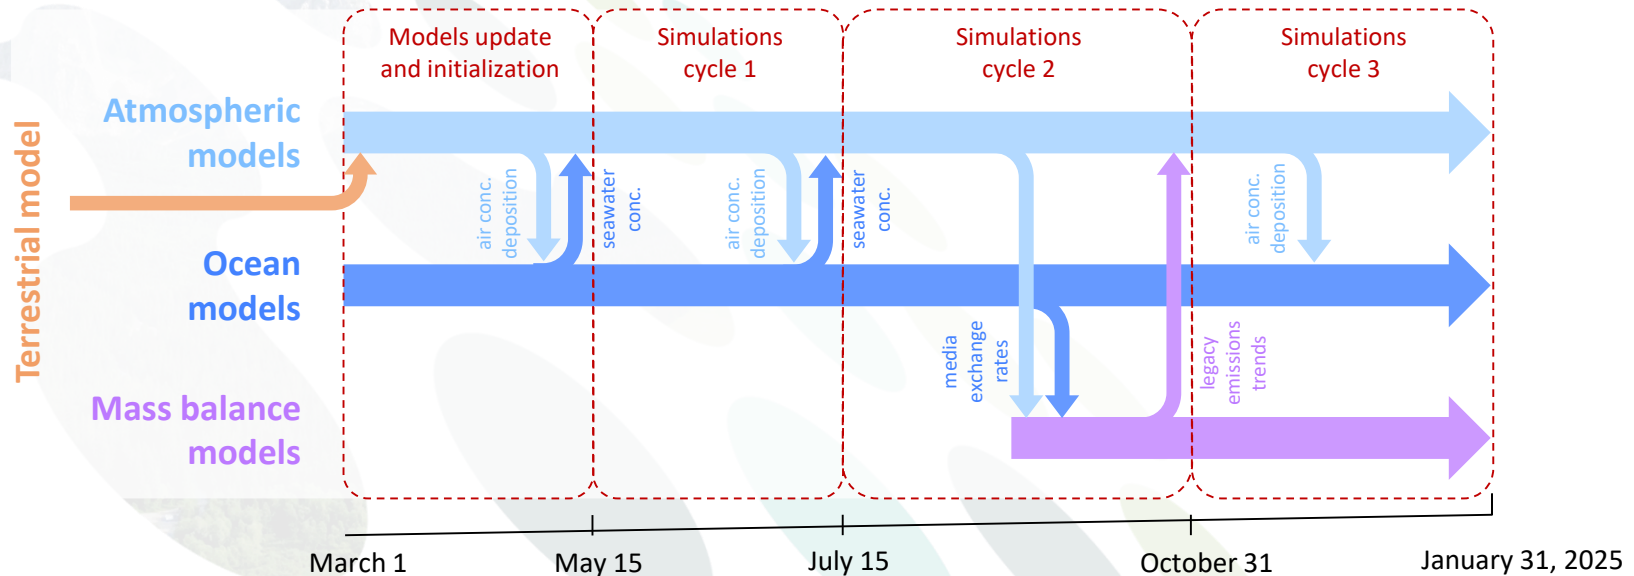 Models update
and initialization
Simulations
cycle 1
Simulations
cycle 2
Simulations
cycle 3
Terrestrial model
Atmospheric
models
air conc.
deposition
seawater
conc.
air conc.
deposition
seawater
conc.
air conc.
deposition
Ocean
models
media
exchange
rates
legacy
emissions
trends
Mass balance
models
March 1
May 15
July 15
October 31
January 31, 2025